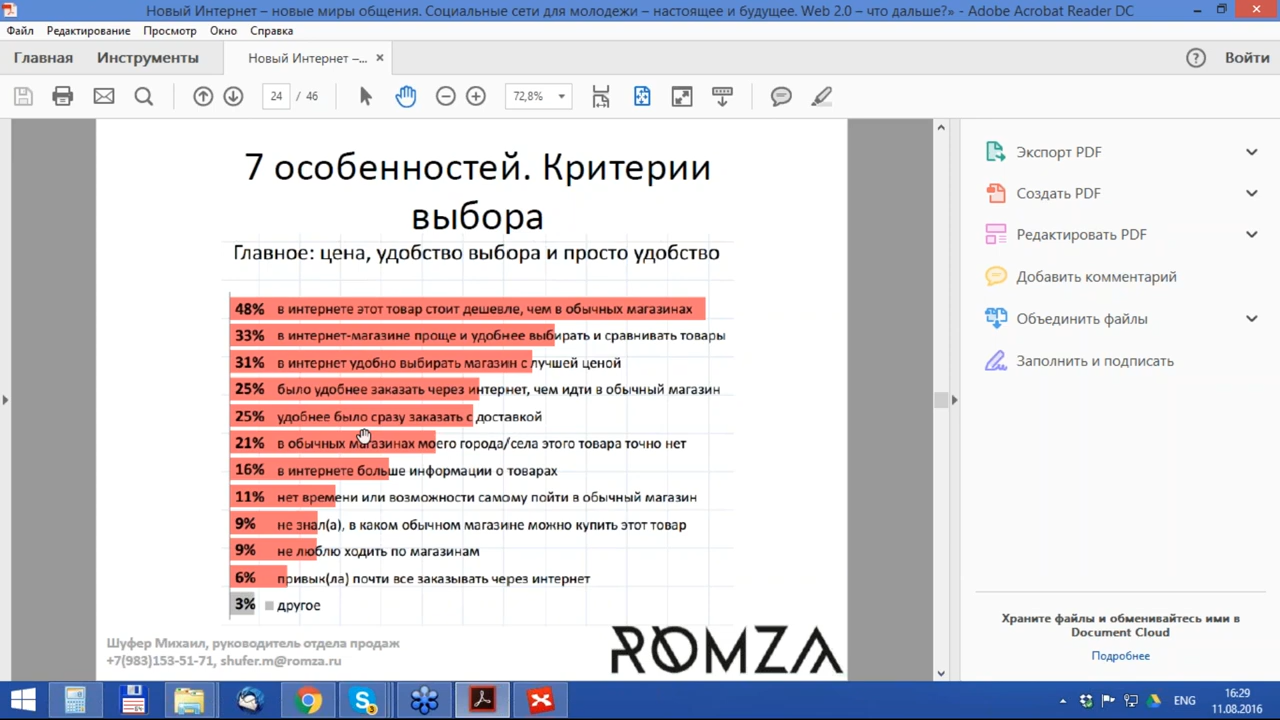 Новый Интернет – новые миры общения. Социальные сети для молодежи – настоящее и будущее. Web 2.0 – что дальше?» - Adobe Acrobat Reader DC
Файл Редактирование Просмотр Окно Справка
Главная Инструменты Новый Интернет –... × Войти
24 / 46 72,8%
7 особенностей. Критерии
выбора
Главное: цена, удобство выбора и просто удобство
48% в интернете этот товар стоит дешевле, чем в обычных магазинах
33% в интернет-магазине проще и удобнее выбирать и сравнивать товары
31% в интернет удобно выбирать магазин с лучшей ценой
25% было удобнее заказать через интернет, чем идти в обычный магазин
25% удобнее было сразу заказать с доставкой
21% в обычных магазинах моего города/села этого товара точно нет
16% в интернете больше информации о товарах
11% нет времени или возможности самому пойти в обычный магазин
9% не знал(а), в каком обычном магазине можно купить этот товар
9% не люблю ходить по магазинам
6% привык(ла) почти все заказывать через интернет
3% другое
Шуфер Михаил, руководитель отдела продаж
+7(983)153-51-71, shufer.m@romza.ru
ROMZA
Экспорт PDF
Создать PDF
Редактировать PDF
Добавить комментарий
Объединить файлы
Заполнить и подписать
Храните файлы и обменивайтесь ими в
Document Cloud
Подробнее
ENG
16:29
11.08.2016